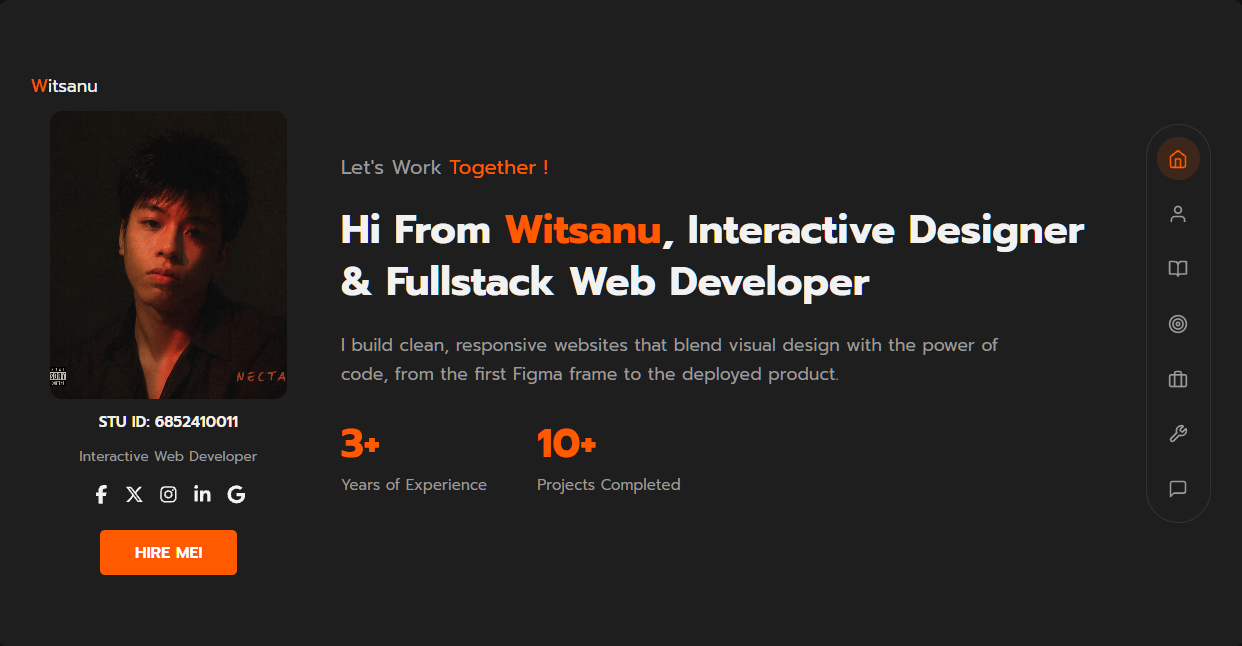 Witsanu
NECTA
STU ID: 6852410011
Interactive Web Developer
HIRE ME!
Let's Work Together !
Hi From Witsanu, Interactive Designer
& Fullstack Web Developer
I build clean, responsive websites that blend visual design with the power of
code, from the first Figma frame to the deployed product.
3+
Years of Experience
10+
Projects Completed